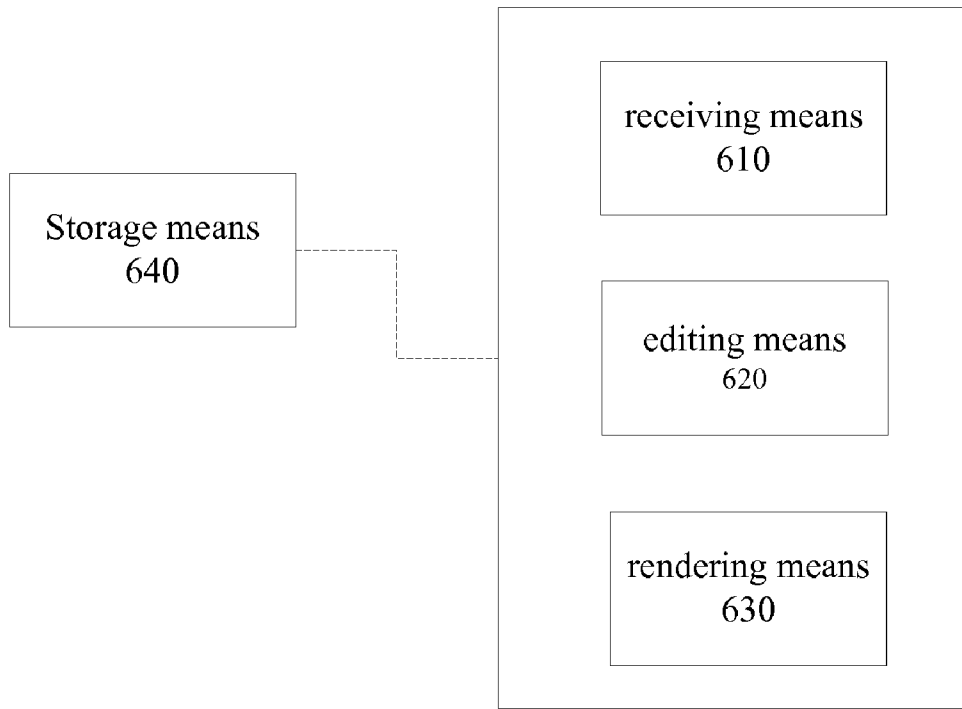 Storage means
640
receiving means
610
editing means
620
rendering means
630